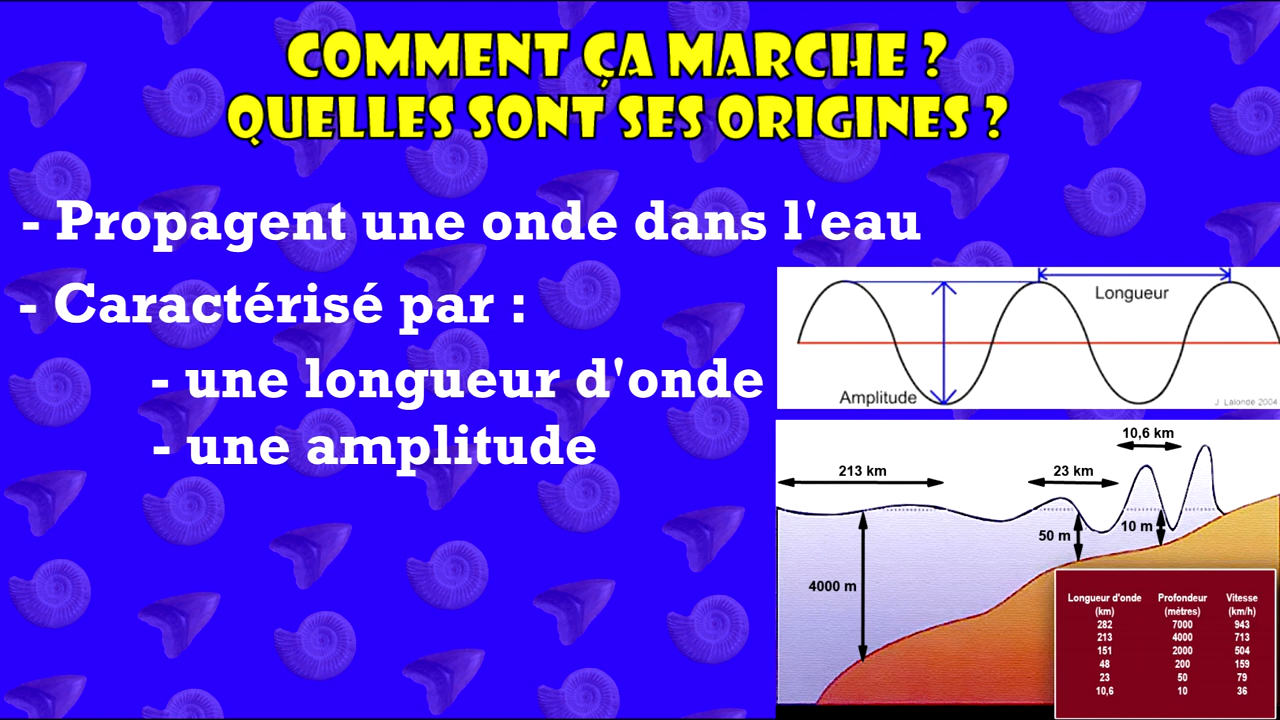 COMMENT ÇA MARCHE ?
QUELLES SONT SES ORIGINES ?
- Propagent une onde dans l'eau
- Caractérisé par :
- une longueur d'onde
- une amplitude
Longueur
Amplitude
J Lalonde 2004
10,6 km
213 km
23 km
10 m
50 m
4000 m
Longueur d'onde Profondeur Vitesse
(km) (mètres) (km/h)
282 7000 943
213 4000 713
151 2000 504
48 200 159
23 50 79
10,6 10 36